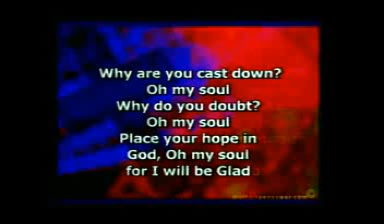 Why are you cast down?
Oh my soul
Why do you doubt?
Oh my soul
Place your hope in
God, Oh my soul
for I will be Glad